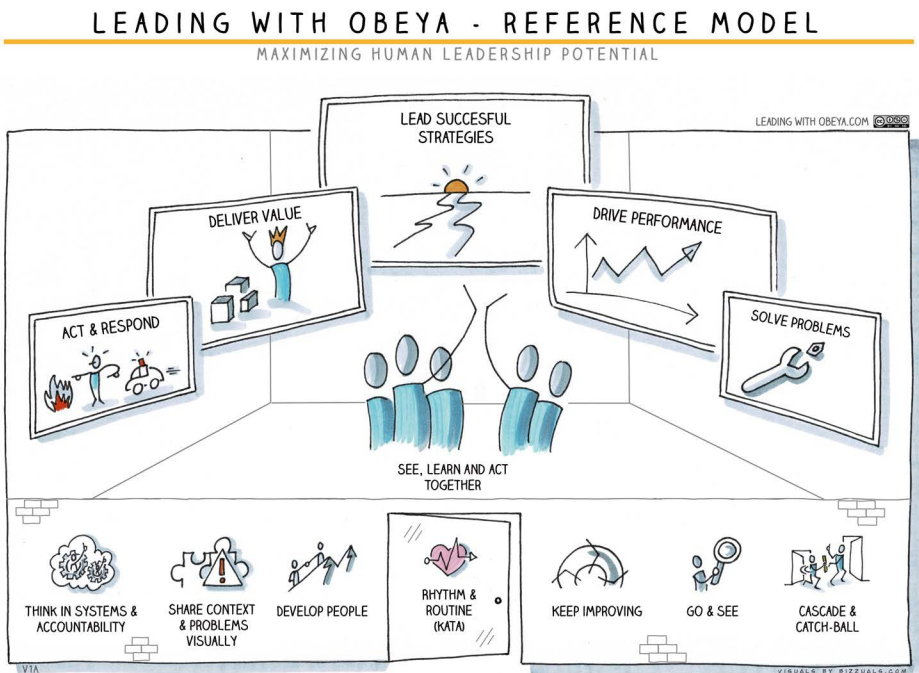 LEADING WITH OBEYA - REFERENCE MODEL
MAXIMIZING HUMAN LEADERSHIP POTENTIAL
LEADING WITH OBEYA.COM
LEAD SUCCESFUL
STRATEGIES
DELIVER VALUE
DRIVE PERFORMANCE
ACT & RESPOND
SOLVE PROBLEMS
SEE, LEARN AND ACT
TOGETHER
THINK IN SYSTEMS &
ACCOUNTABILITY
SHARE CONTEXT
& PROBLEMS
VISUALLY
DEVELOP PEOPLE
RHYTHM &
ROUTINE
(KATA)
KEEP IMPROVING
GO & SEE
CASCADE &
CATCH-BALL
VISUALS BY BIZZUALS.COM